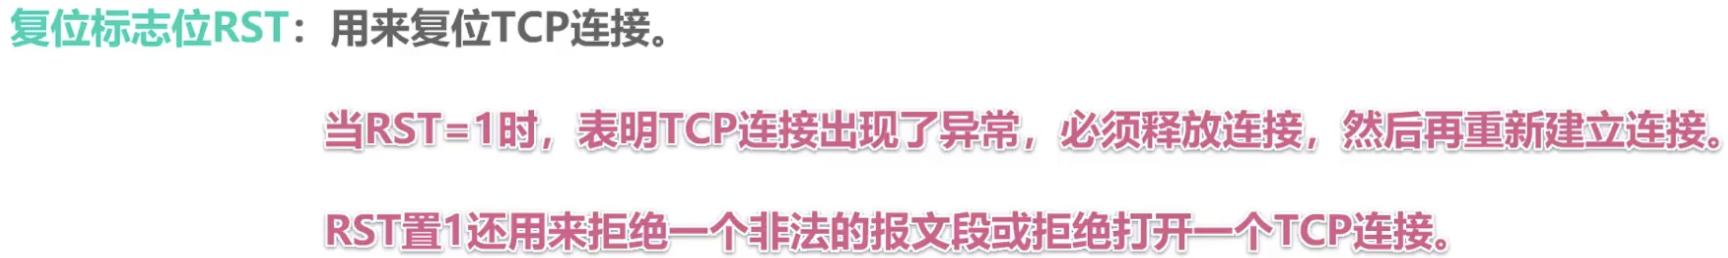 复位标志位RST：用来复位TCP连接。
当RST=1时，表明TCP连接出现了异常，必须释放连接，然后再重新建立连接。
RST置1还用来拒绝一个非法的报文段或拒绝打开一个TCP连接。